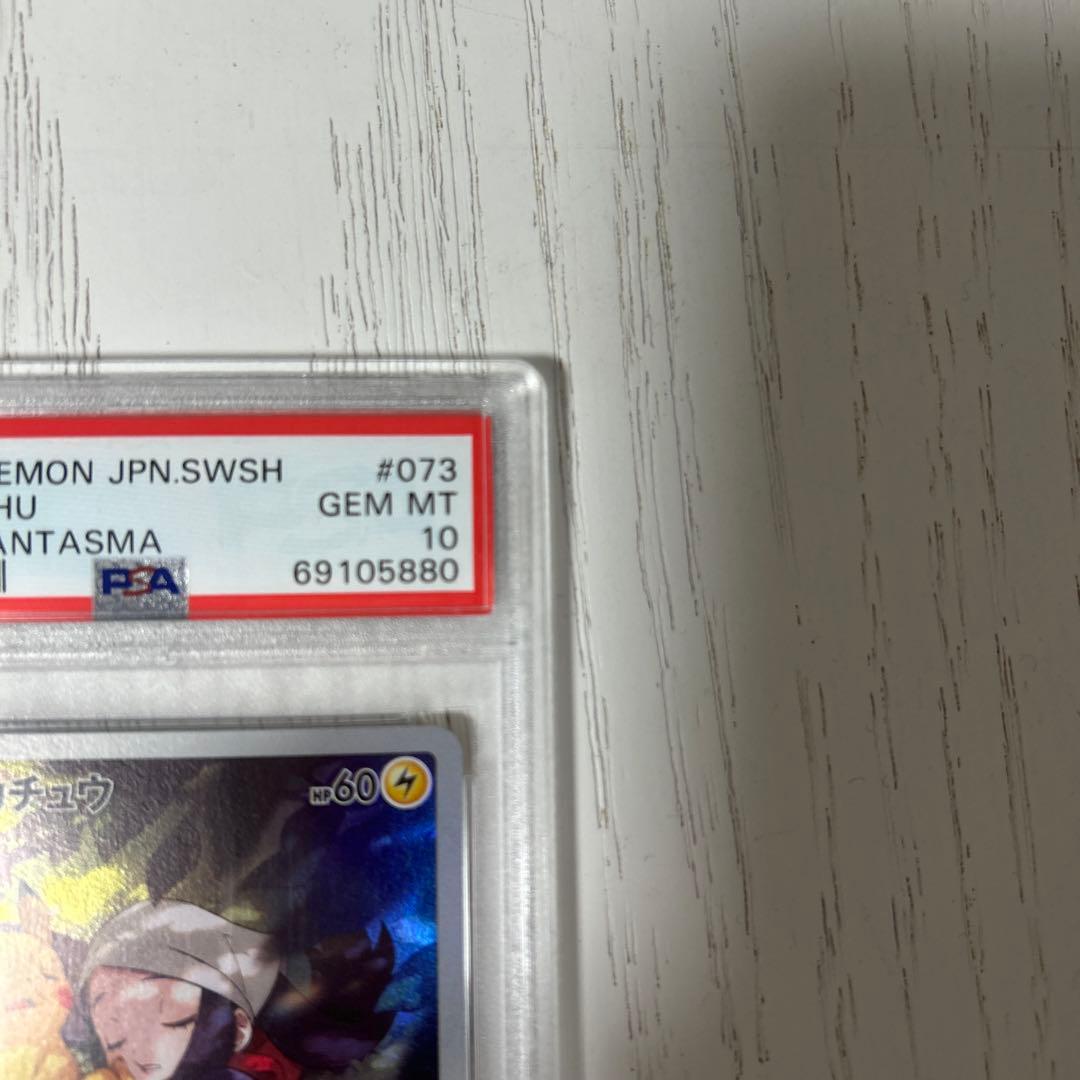 EMON JPN.SWSH #073
HU GEM MT
ANTASMA 10
PSA 69105880
チュウ HP60